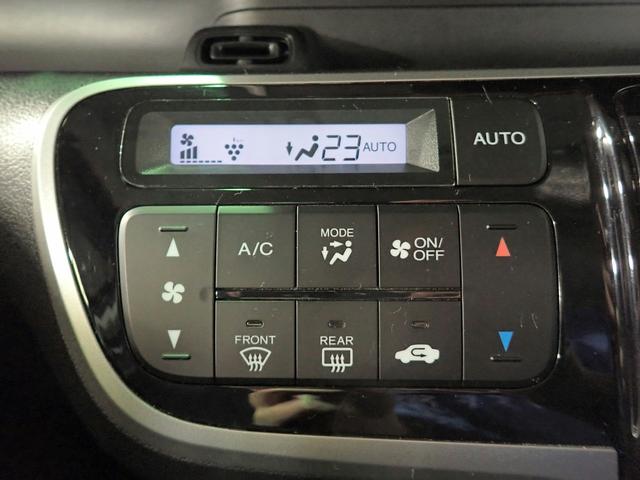 23 AUTO
AUTO
A/C
MODE
ON/
OFF
FRONT
REAR